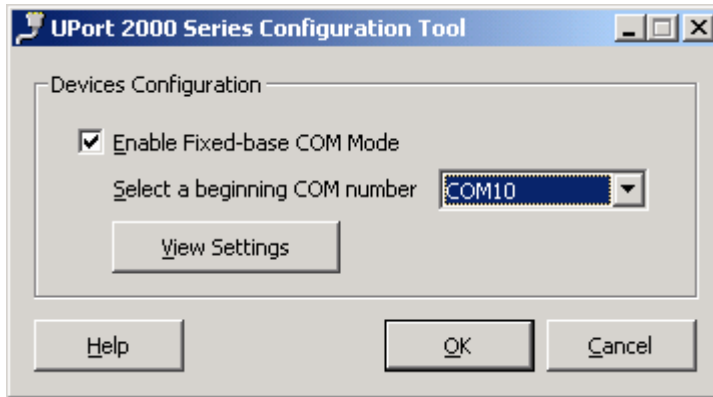 UPort 2000 Series Configuration Tool
Devices Configuration
Enable Fixed-base COM Mode
Select a beginning COM number COM10
View Settings
Help OK Cancel